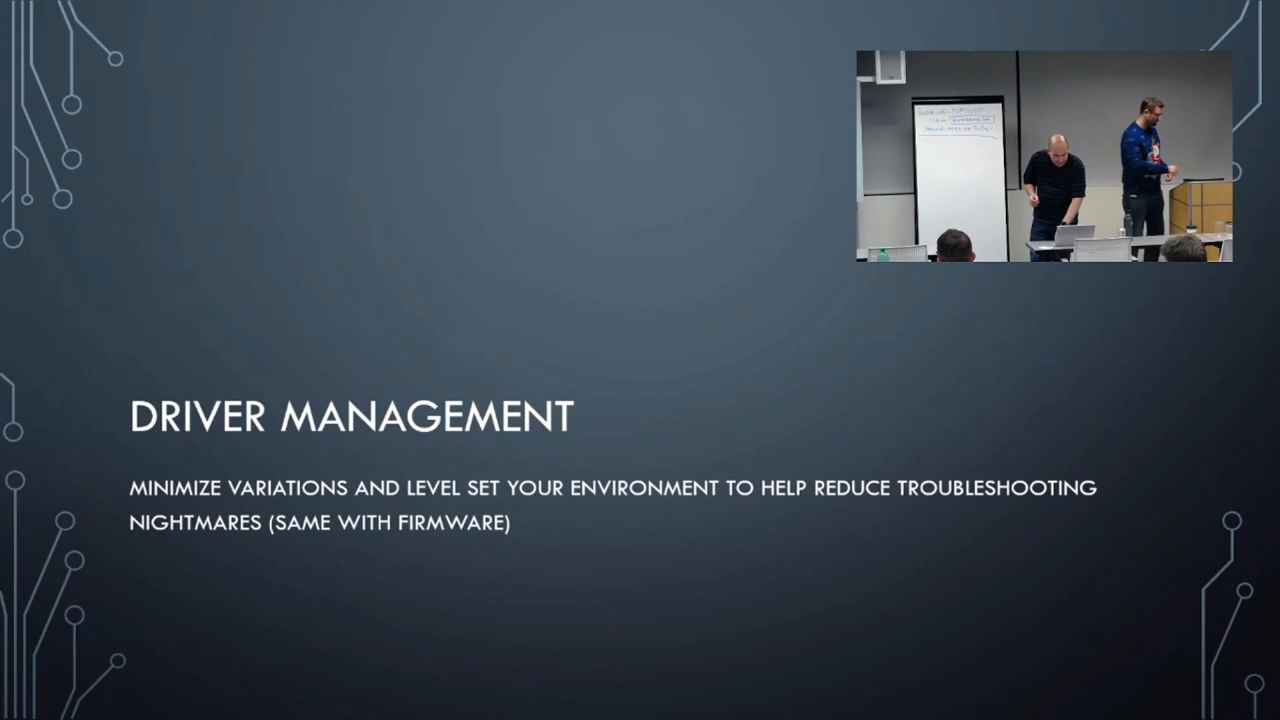 DRIVER MANAGEMENT
MINIMIZE VARIATIONS AND LEVEL SET YOUR ENVIRONMENT TO HELP REDUCE TROUBLESHOOTING
NIGHTMARES (SAME WITH FIRMWARE)